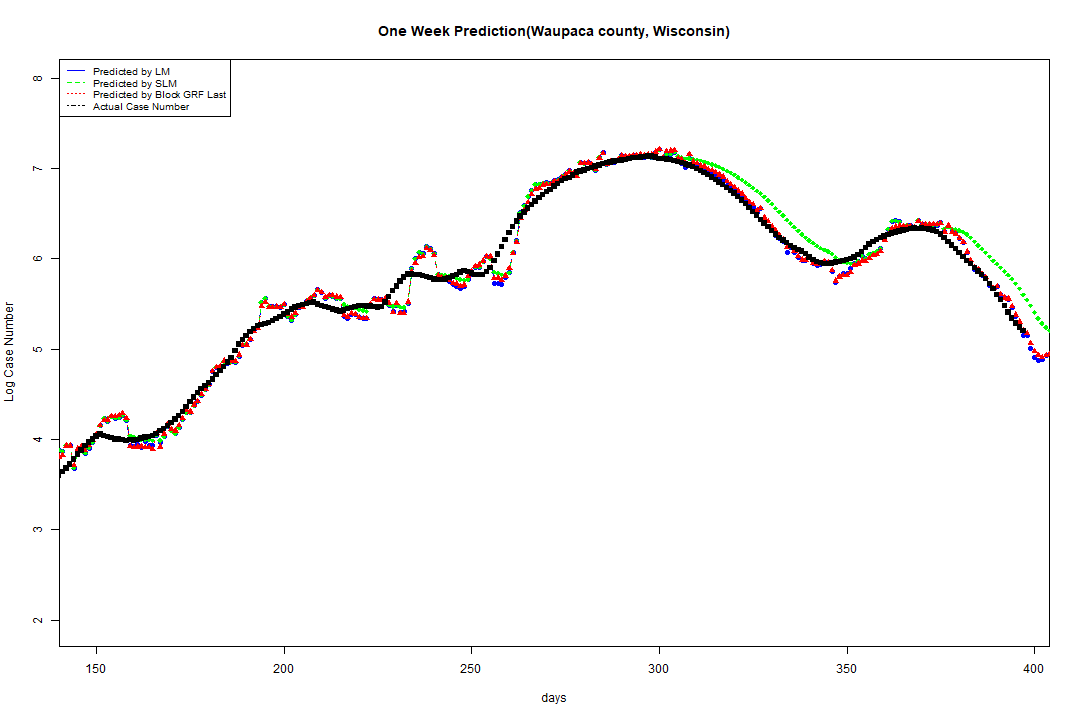 One Week Prediction(Waupaca county, Wisconsin)
Predicted by LM
Predicted by SLM
Predicted by Block GRF Last
Actual Case Number
8
7
6
5
4
3
2
Log Case Number
150 200 250 300 350 400
days